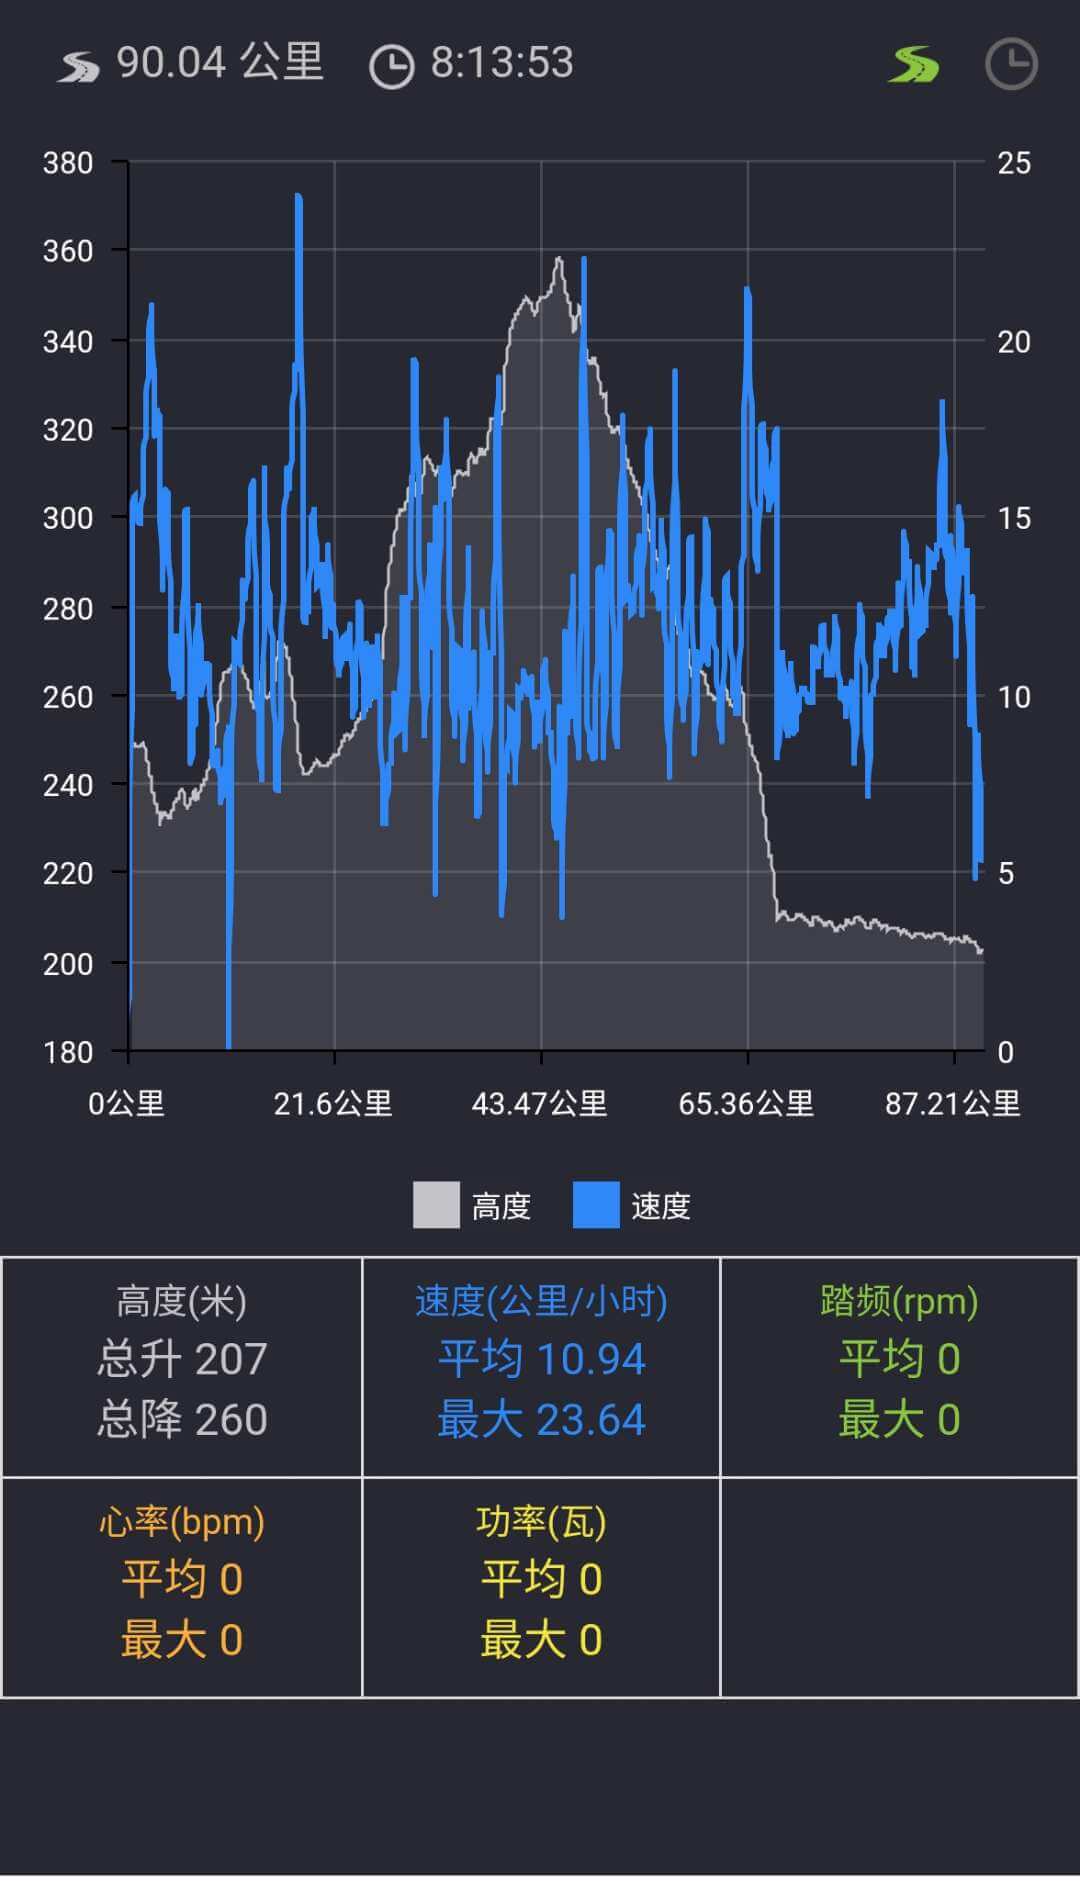 90.04 公里 8:13:53
380 25
360
340 20
320
300 15
280
260 10
240
220 5
200
180 0
0公里 21.6公里 43.47公里 65.36公里 87.21公里
高度 速度
高度(米) 速度(公里/小时) 踏频(rpm)
总升 207 平均 10.94 平均 0
总降 260 最大 23.64 最大 0
心率(bpm) 功率(瓦)
平均 0 平均 0
最大 0 最大 0